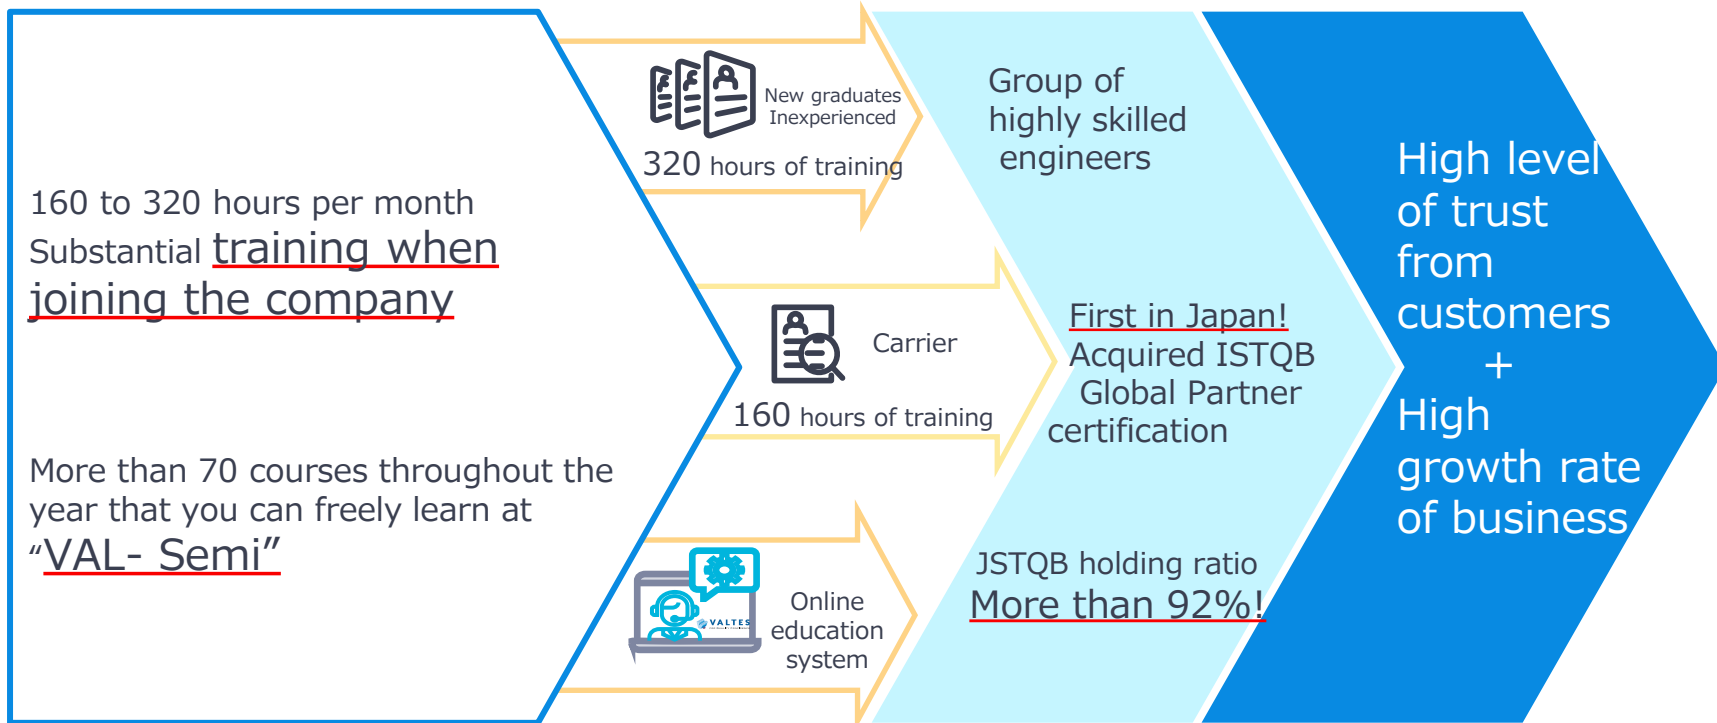 160 to 320 hours per month
Substantial training when
joining the company
More than 70 courses throughout the
year that you can freely learn at
“VAL- Semi”
New graduates
Inexperienced
320 hours of training
Carrier
160 hours of training
VALTES
Online
education
system
Group of
highly skilled
engineers
First in Japan!
Acquired ISTQB
Global Partner
certification
JSTQB holding ratio
More than 92%!
High level
of trust
from
customers
+
High
growth rate
of business